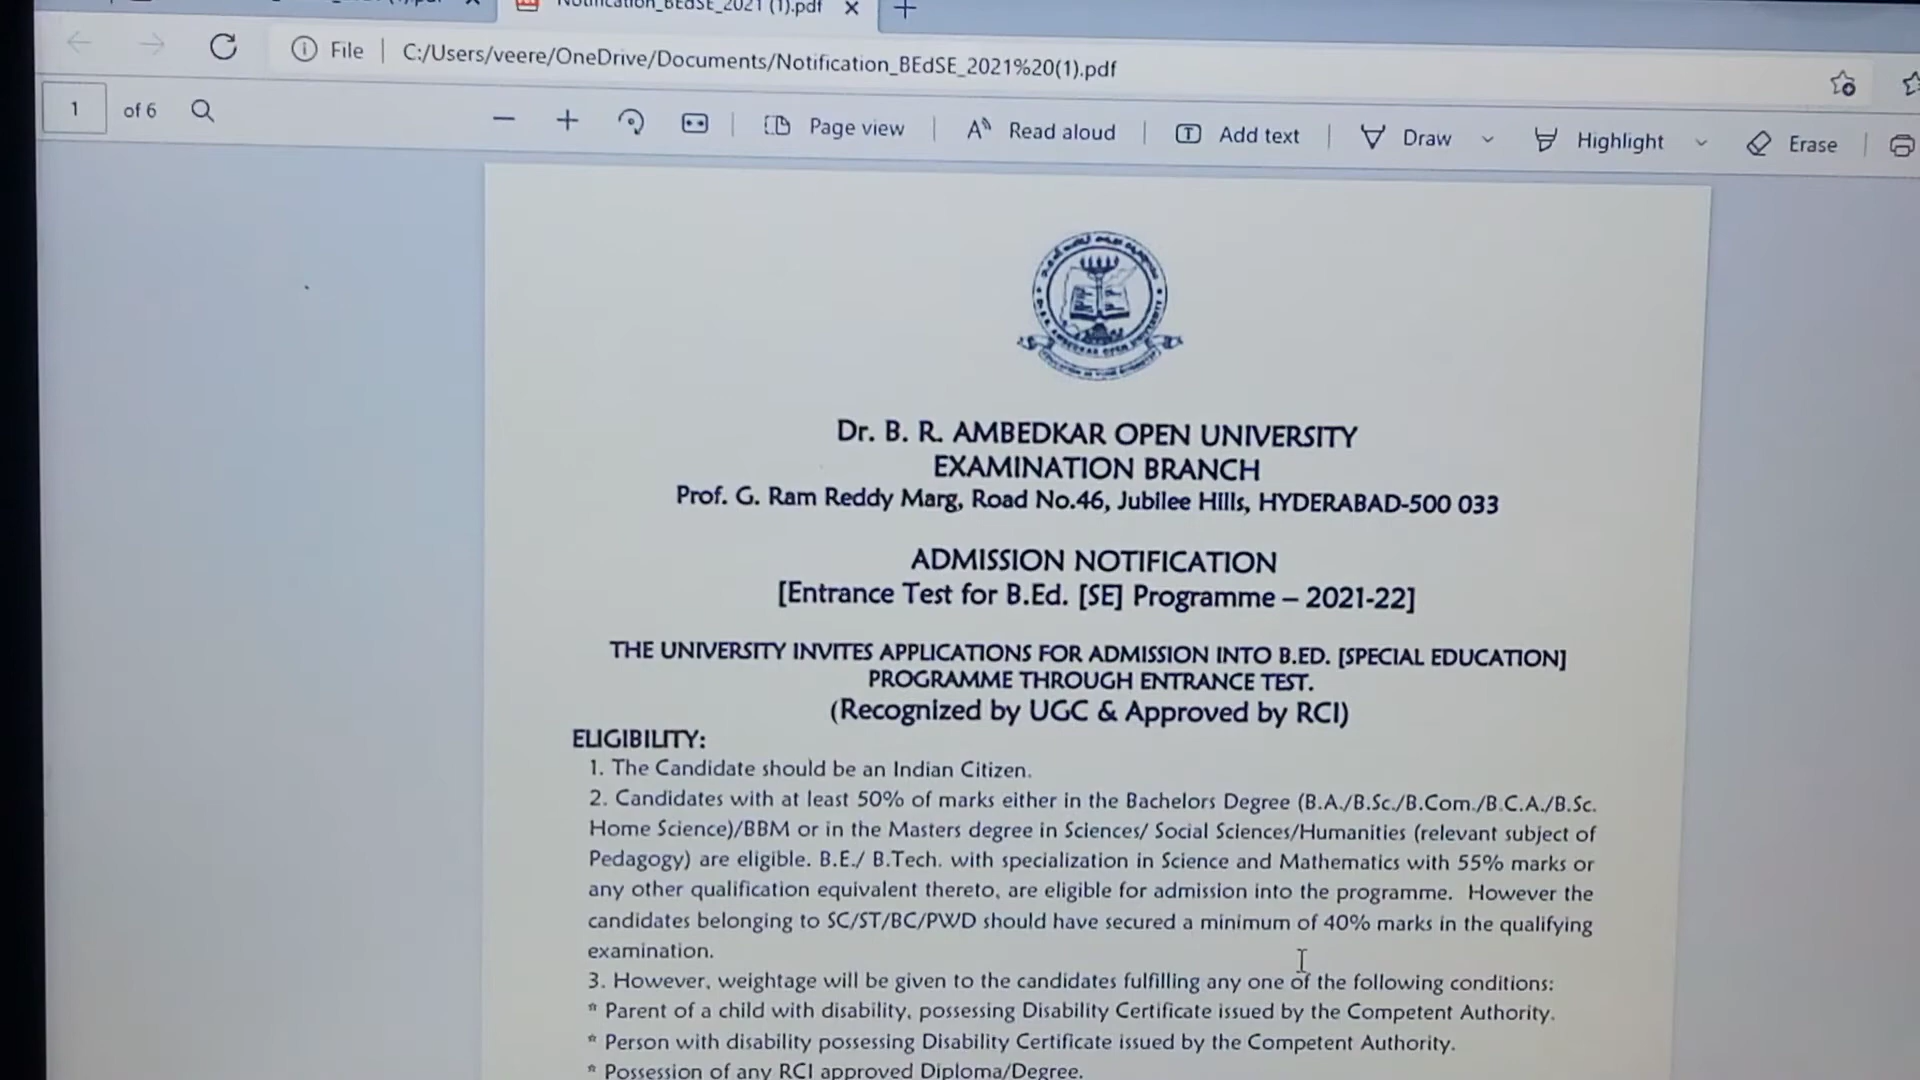 Notification_BEdSE_2021 (1).pdf
File
C:/Users/veere/OneDrive/Documents/Notification_BEdSE_2021%20(1).pdf
1 of 6
Page view
Read aloud
Add text
Draw
Highlight
Erase
Dr. B. R. AMBEDKAR OPEN UNIVERSITY
EXAMINATION BRANCH
Prof. G. Ram Reddy Marg, Road No.46, Jubilee Hills, HYDERABAD-500 033
ADMISSION NOTIFICATION
[Entrance Test for B.Ed. [SE] Programme – 2021-22]
THE UNIVERSITY INVITES APPLICATIONS FOR ADMISSION INTO B.ED. [SPECIAL EDUCATION]
PROGRAMME THROUGH ENTRANCE TEST.
(Recognized by UGC & Approved by RCI)
ELIGIBILITY:
1. The Candidate should be an Indian Citizen.
2. Candidates with at least 50% of marks either in the Bachelors Degree (B.A./B.Sc./B.Com./B.C.A./B.Sc.
Home Science)/BBM or in the Masters degree in Sciences/ Social Sciences/Humanities (relevant subject of
Pedagogy) are eligible. B.E./ B.Tech. with specialization in Science and Mathematics with 55% marks or
any other qualification equivalent thereto, are eligible for admission into the programme. However the
candidates belonging to SC/ST/BC/PWD should have secured a minimum of 40% marks in the qualifying
examination.
3. However, weightage will be given to the candidates fulfilling any one of the following conditions:
* Parent of a child with disability, possessing Disability Certificate issued by the Competent Authority.
* Person with disability possessing Disability Certificate issued by the Competent Authority.
* Possession of any RCI approved Diploma/Degree.